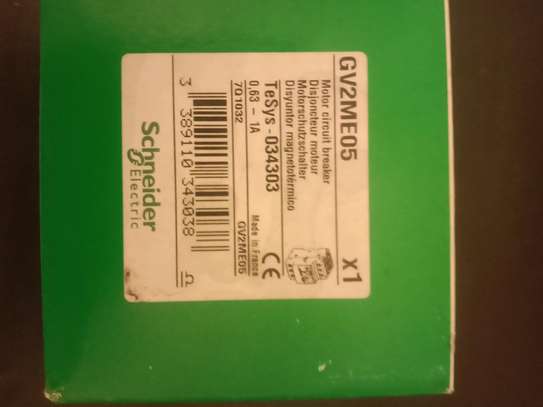 GV2ME05
x1
Motor circuit breaker
Disjoncteur moteur
Motorschutzschalter
Disyuntor magnetotérmico
TeSys - 034303
0,63 – 1A
7Q1032
Made in France
CE
GV2ME05
3 389110 343038
Schneider
Electric